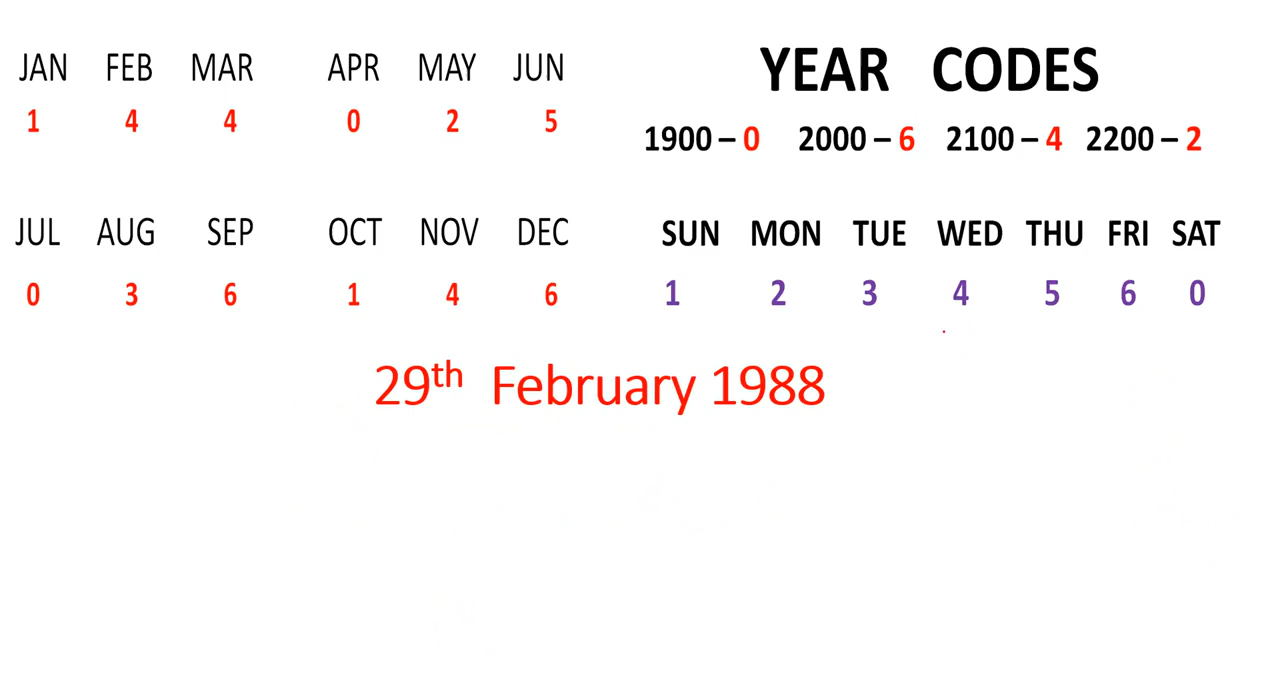 JAN FEB MAR APR MAY JUN
1 4 4 0 2 5
JUL AUG SEP OCT NOV DEC
0 3 6 1 4 6
YEAR CODES
1900 – 0 2000 – 6 2100 – 4 2200 – 2
SUN MON TUE WED THU FRI SAT
1 2 3 4 5 6 0
29th February 1988